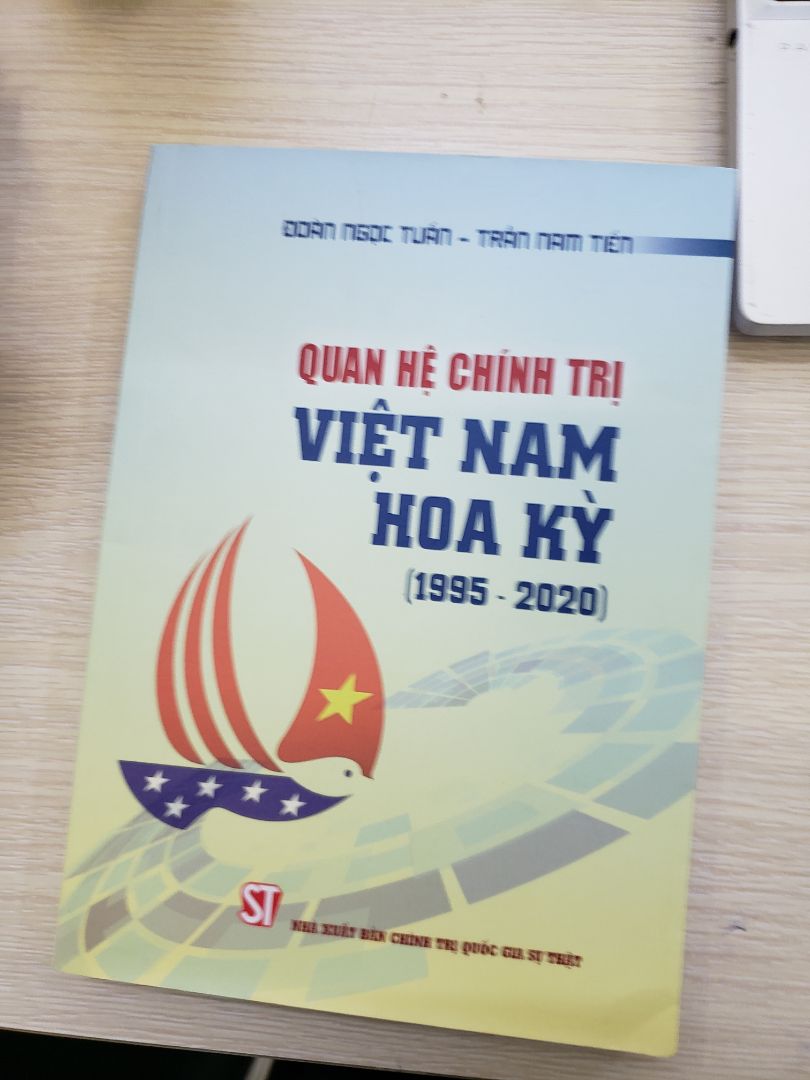 ĐOÀN NGỌC TUẤN - TRẦN NAM TIẾN
QUAN HỆ CHÍNH TRỊ
VIỆT NAM
HOA KỲ
(1995 - 2020)
ST
NHÀ XUẤT BẢN CHÍNH TRỊ QUỐC GIA SỰ THẬT